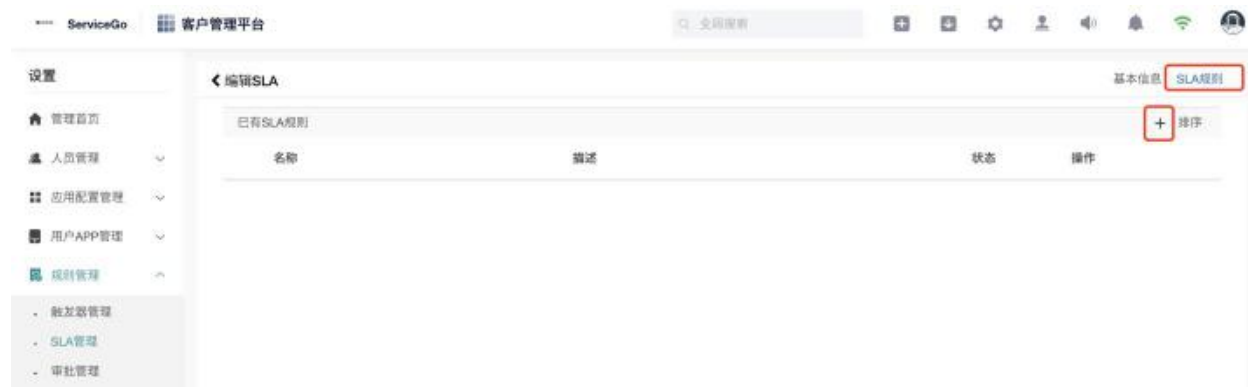 ServiceGo 客户管理平台 全局搜索
设置
编辑SLA 基本信息 SLA规则
管理首页
已有SLA规则 排序
人员管理
名称 描述 状态 操作
应用配置管理
用户APP管理
规则管理
触发器管理
SLA管理
审批管理